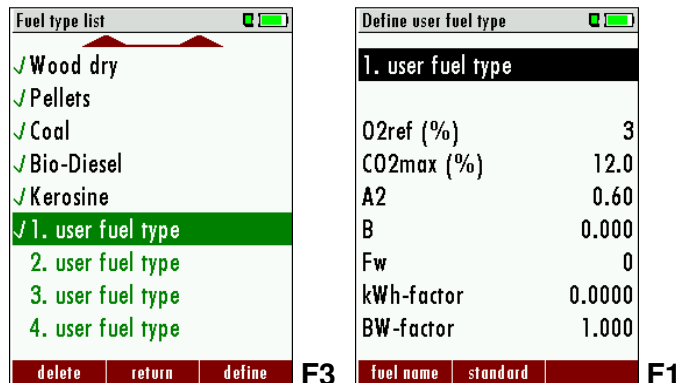 Fuel type list
√ Wood dry
√ Pellets
√ Coal
√ Bio-Diesel
√ Kerosine
√ 1. user fuel type
2. user fuel type
3. user fuel type
4. user fuel type
delete return define F3
Define user fuel type
1. user fuel type
O2ref (%) 3
CO2max (%) 12.0
A2 0.60
B 0.000
Fw 0
kWh-factor 0.0000
BW-factor 1.000
fuel name standard F1